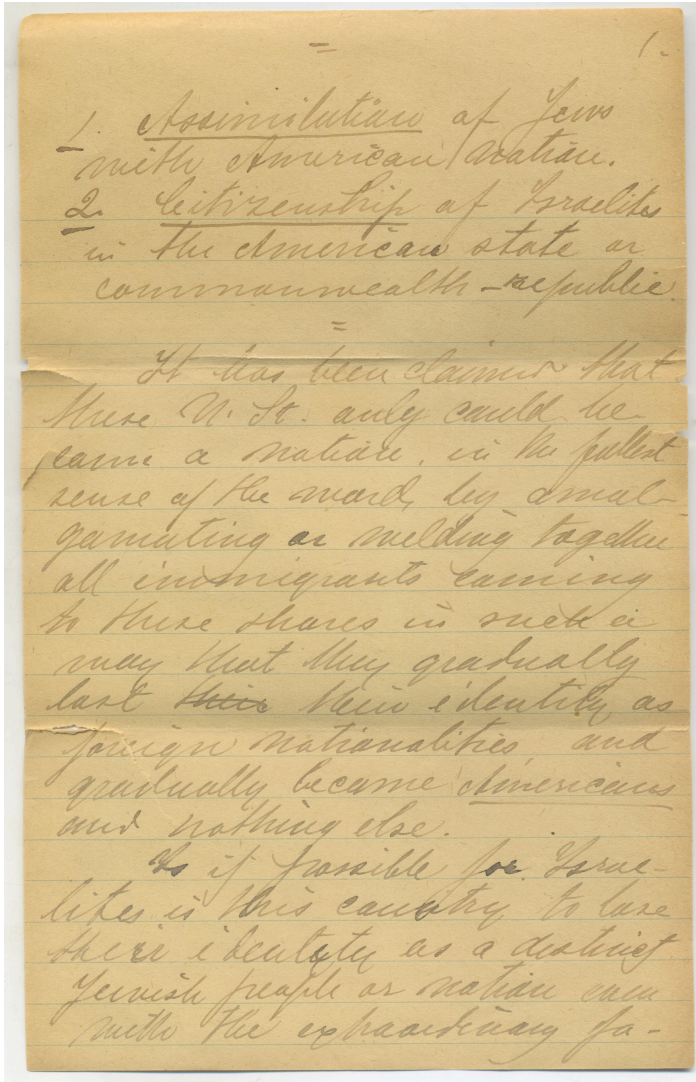 =
1.
1. Assimilation of Jews
with American nation.
2. Citizenship of Israelites
in the American state or
commonwealth - republic.
=
It has been claimed that
these U. St. only could be-
come a nation, in the fullest
sense of the word, by amal-
gamating or welding together
all immigrants coming
to these shores in such a
way that they gradually
lost their their identity as
foreign nationalities and
gradually became Americans
and nothing else.
Is it possible for Israe-
lites in this country to lose
their identity as a distinct
Jewish people or nation even
with the extraordinary fa-